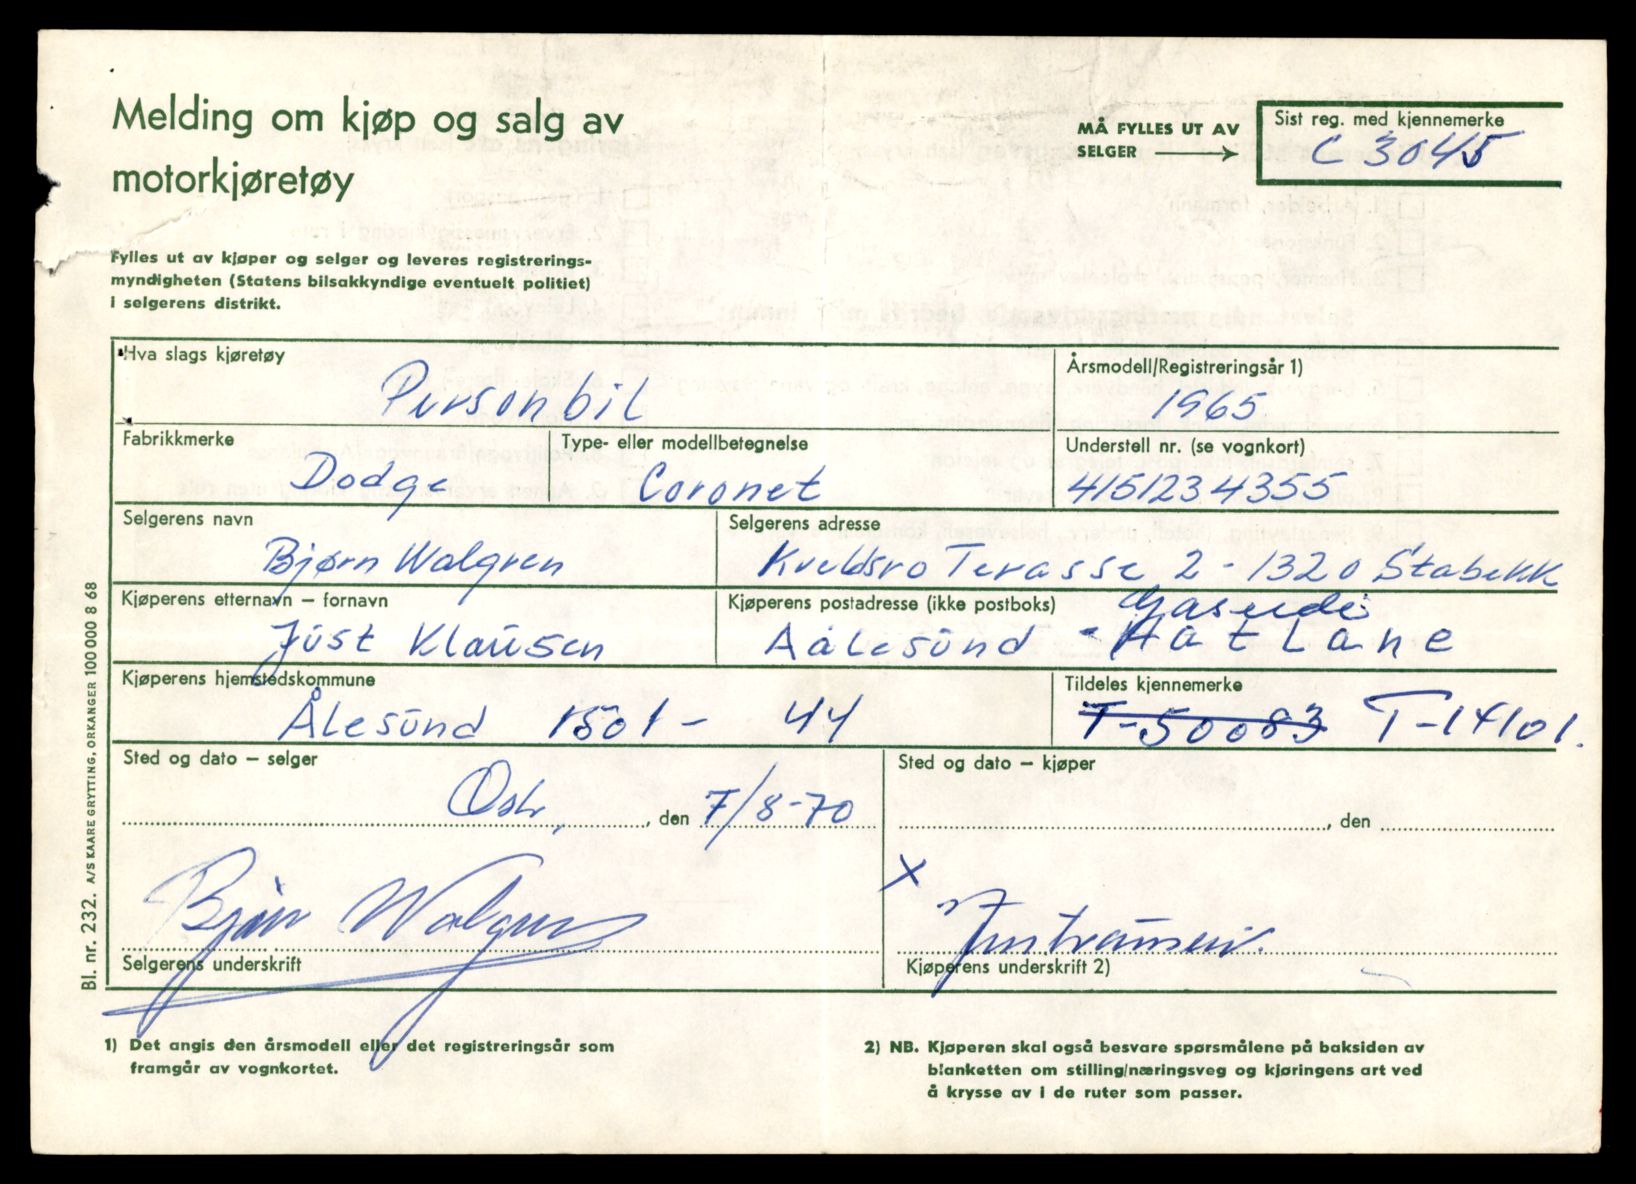 Melding om kjøp og salg av
motorkjøretøy
MÅ FYLLES UT AV
SELGER →
Sist reg. med kjennemerke
C 3045
Fylles ut av kjøper og selger og leveres registrerings-
myndigheten (Statens bilsakkyndige eventuelt politiet)
i selgerens distrikt.
Hva slags kjøretøy
Personbil
Årsmodell/Registreringsår 1)
1965
Fabrikkmerke
Dodge
Type- eller modellbetegnelse
Coronet
Understell nr. (se vognkort)
4151234355
Selgerens navn
Bjørn Walgren
Selgerens adresse
Kveldsro Terasse 2 - 1320 Stabekk
Kjøperens etternavn – fornavn
Just Klausen
Kjøperens postadresse (ikke postboks)
Aalesund - Hatlane
Kjøperens hjemstedskommune
Ålesund 1501 - 44
Tildeles kjennemerke
T-50083 T-14101.
Sted og dato – selger
Oslo, den 7/8-70
Sted og dato – kjøper
, den
Bjørn Walgren
Selgerens underskrift
x
Kjøperens underskrift 2)
1) Det angis den årsmodell eller det registreringsår som
framgår av vognkortet.
2) NB. Kjøperen skal også besvare spørsmålene på baksiden av
blanketten om stilling/næringsveg og kjøringens art ved
å krysse av i de ruter som passer.
Bl. nr. 232. A/S KAARE GRYTTING, ORKANGER 100 000 8 68